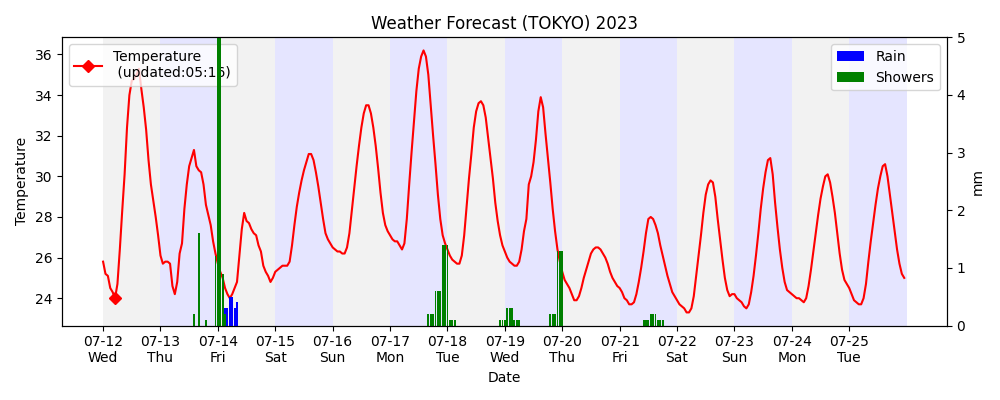 Weather Forecast (TOKYO) 2023
Temperature
(updated:05:16)
Rain
Showers
36
34
32
30
28
26
24
Temperature
5
4
3
2
1
0
mm
07-12 07-13 07-14 07-15 07-16 07-17 07-18 07-19 07-20 07-21 07-22 07-23 07-24 07-25
Wed Thu Fri Sat Sun Mon Tue Wed Thu Fri Sat Sun Mon Tue
Date